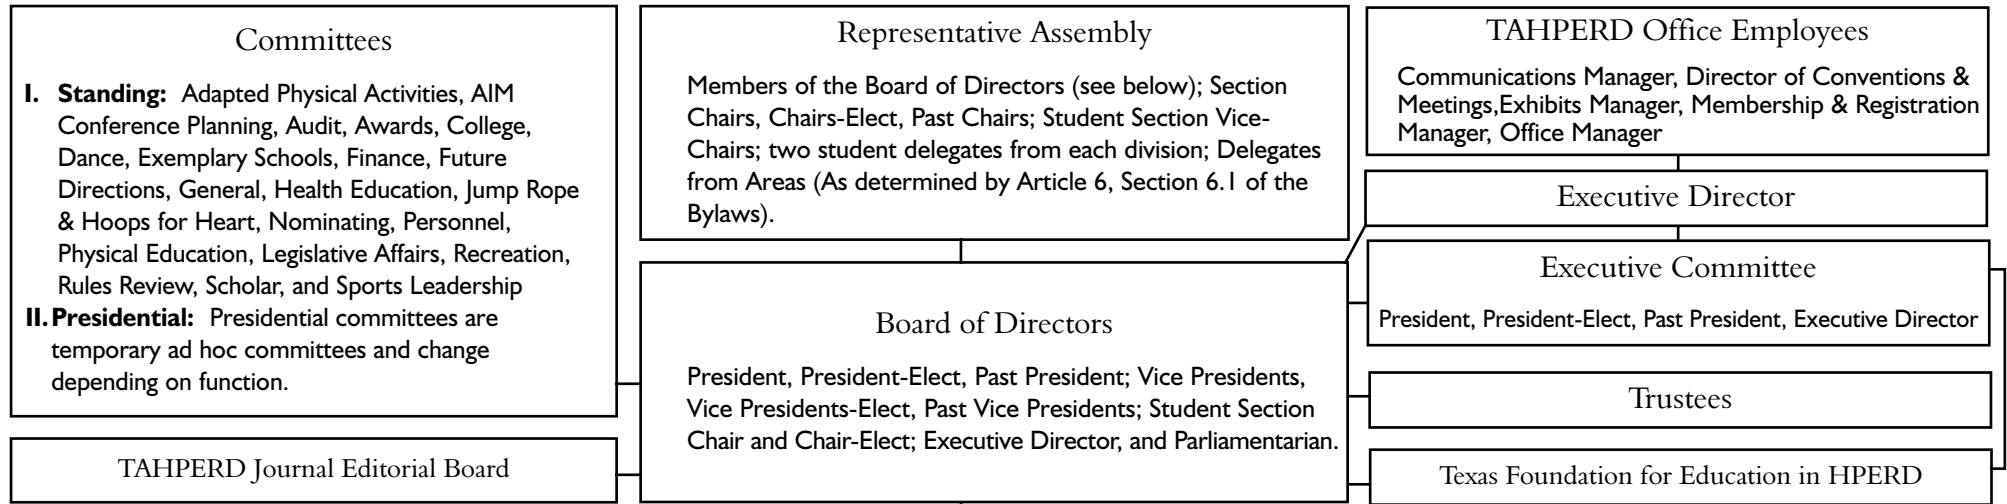 Committees
I. Standing: Adapted Physical Activities, AIM
Conference Planning, Audit, Awards, College,
Dance, Exemplary Schools, Finance, Future
Directions, General, Health Education, Jump Rope
& Hoops for Heart, Nominating, Personnel,
Physical Education, Legislative Affairs, Recreation,
Rules Review, Scholar, and Sports Leadership
II. Presidential: Presidential committees are
temporary ad hoc committees and change
depending on function.
TAHPERD Journal Editorial Board
Representative Assembly
Members of the Board of Directors (see below); Section
Chairs, Chairs-Elect, Past Chairs; Student Section Vice-
Chairs; two student delegates from each division; Delegates
from Areas (As determined by Article 6, Section 6.1 of the
Bylaws).
Board of Directors
President, President-Elect, Past President; Vice Presidents,
Vice Presidents-Elect, Past Vice Presidents; Student Section
Chair and Chair-Elect; Executive Director, and Parliamentarian.
TAHPERD Office Employees
Communications Manager, Director of Conventions &
Meetings,Exhibits Manager, Membership & Registration
Manager, Office Manager
Executive Director
Executive Committee
President, President-Elect, Past President, Executive Director
Trustees
Texas Foundation for Education in HPERD